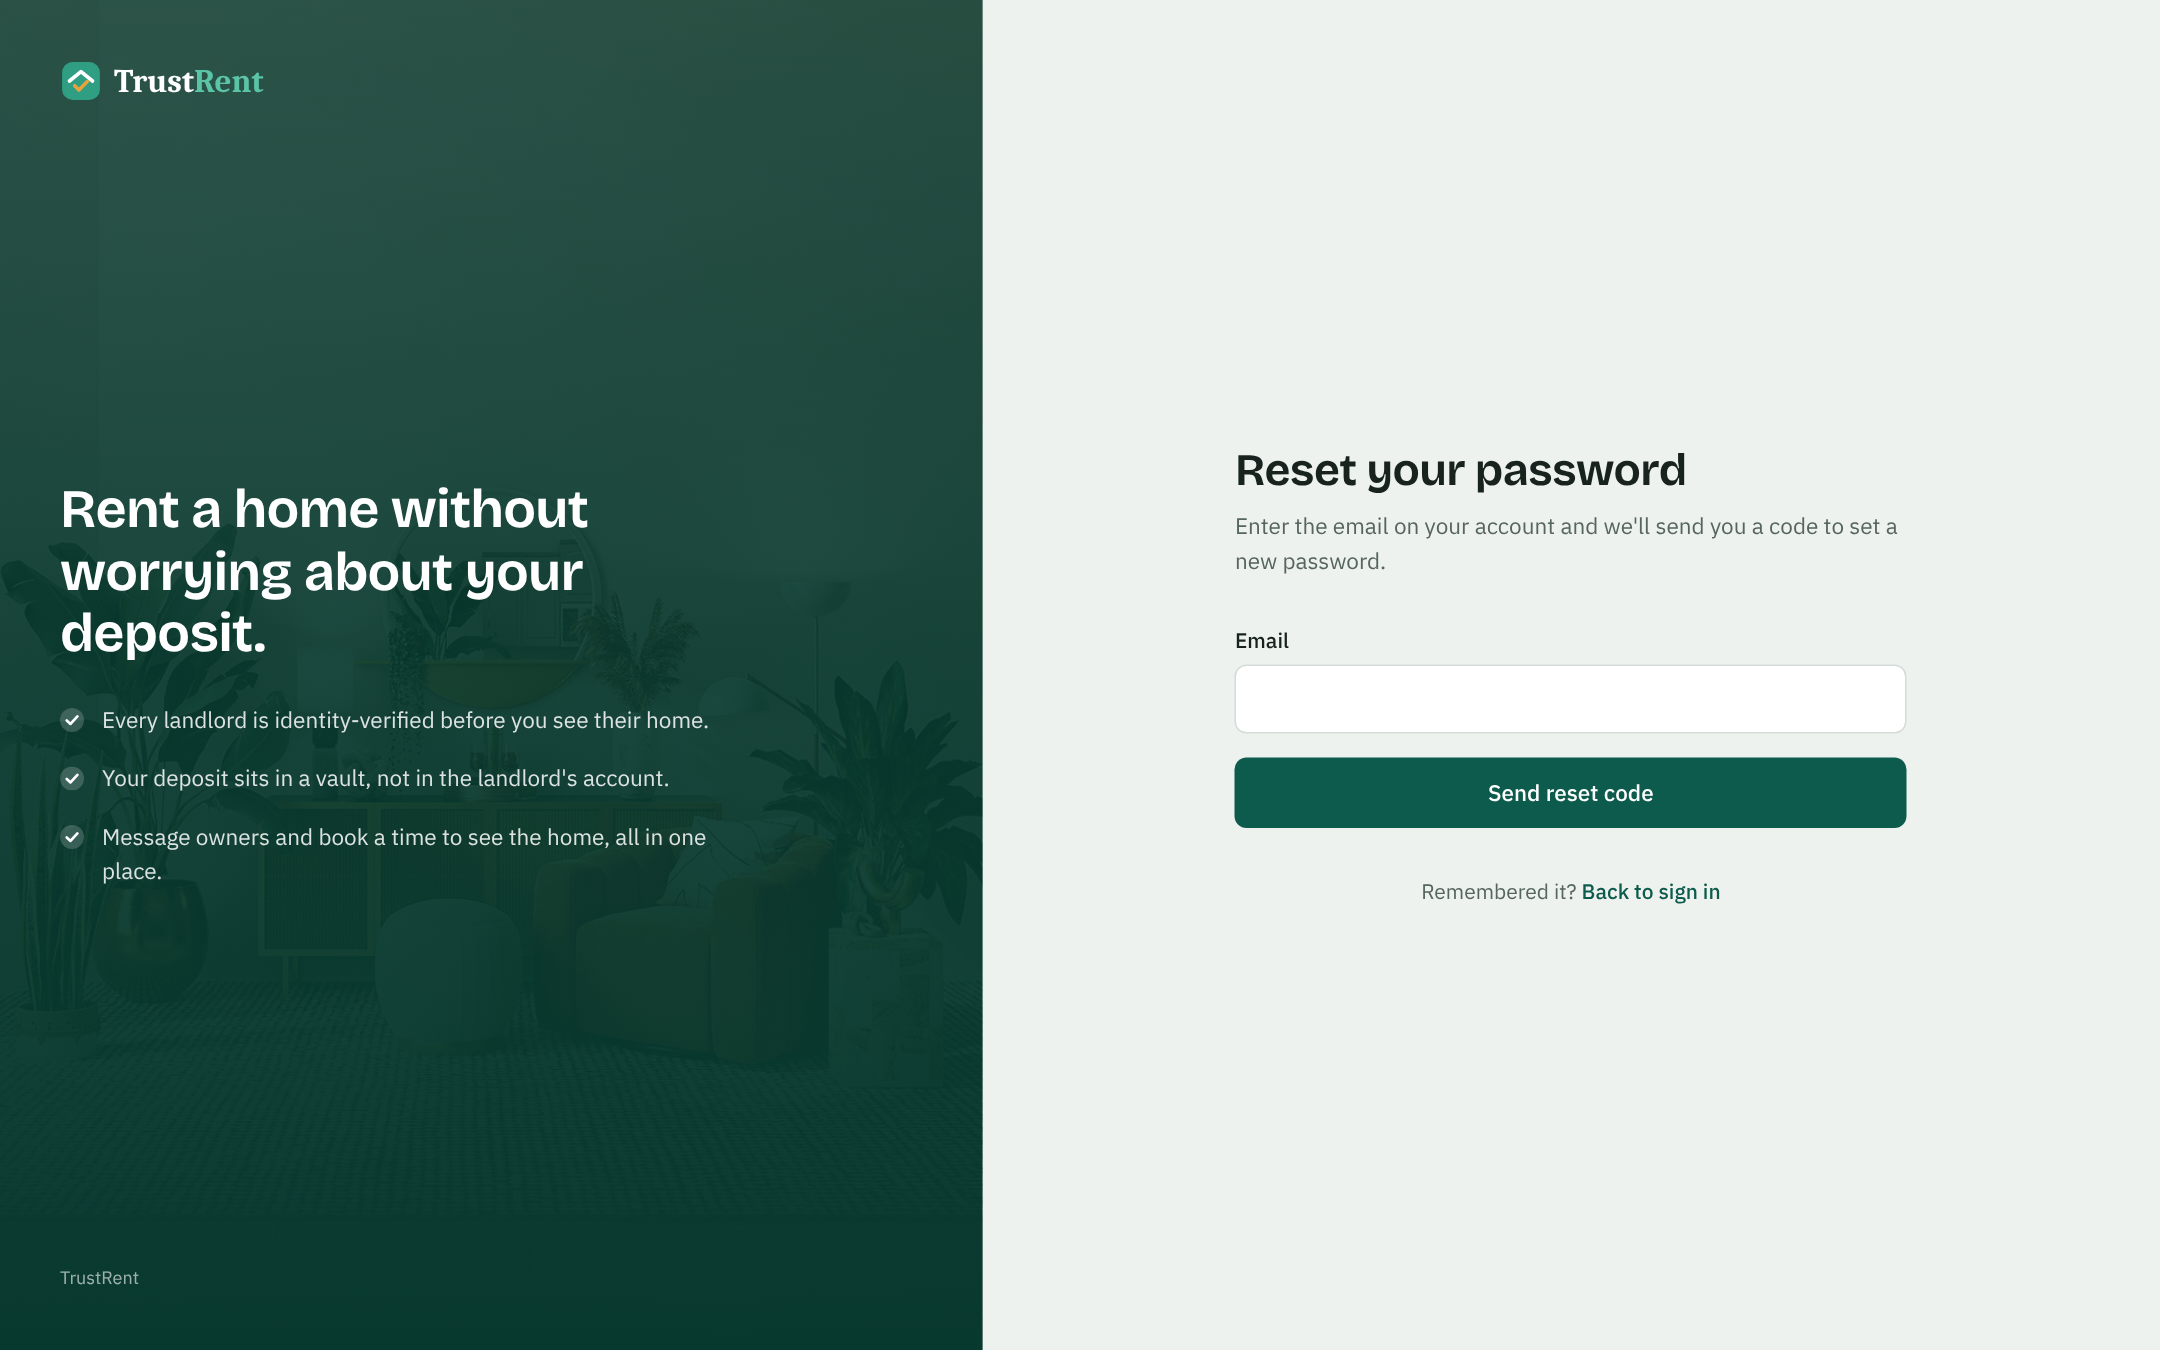 TrustRent
Rent a home without
worrying about your
deposit.
Every landlord is identity-verified before you see their home.
Your deposit sits in a vault, not in the landlord's account.
Message owners and book a time to see the home, all in one
place.
TrustRent
Reset your password
Enter the email on your account and we'll send you a code to set a
new password.
Email
Send reset code
Remembered it? Back to sign in